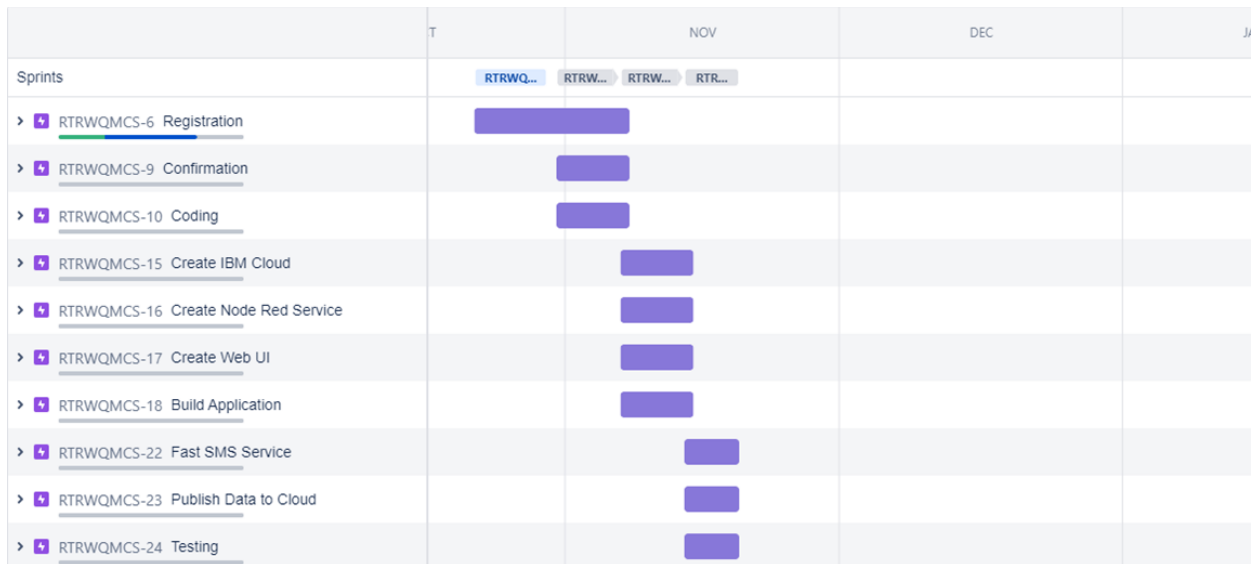 T NOV DEC JA
Sprints RTRWQ... RTRW... RTRW... RTR...
RTRWQMCS-6 Registration
RTRWQMCS-9 Confirmation
RTRWQMCS-10 Coding
RTRWQMCS-15 Create IBM Cloud
RTRWQMCS-16 Create Node Red Service
RTRWQMCS-17 Create Web UI
RTRWQMCS-18 Build Application
RTRWQMCS-22 Fast SMS Service
RTRWQMCS-23 Publish Data to Cloud
RTRWQMCS-24 Testing